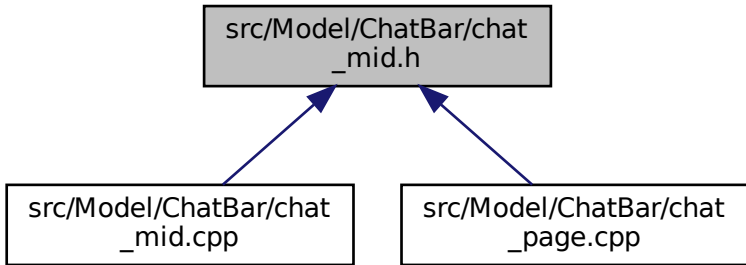 src/Model/ChatBar/chat
_mid.h
src/Model/ChatBar/chat
_mid.cpp
src/Model/ChatBar/chat
_page.cpp